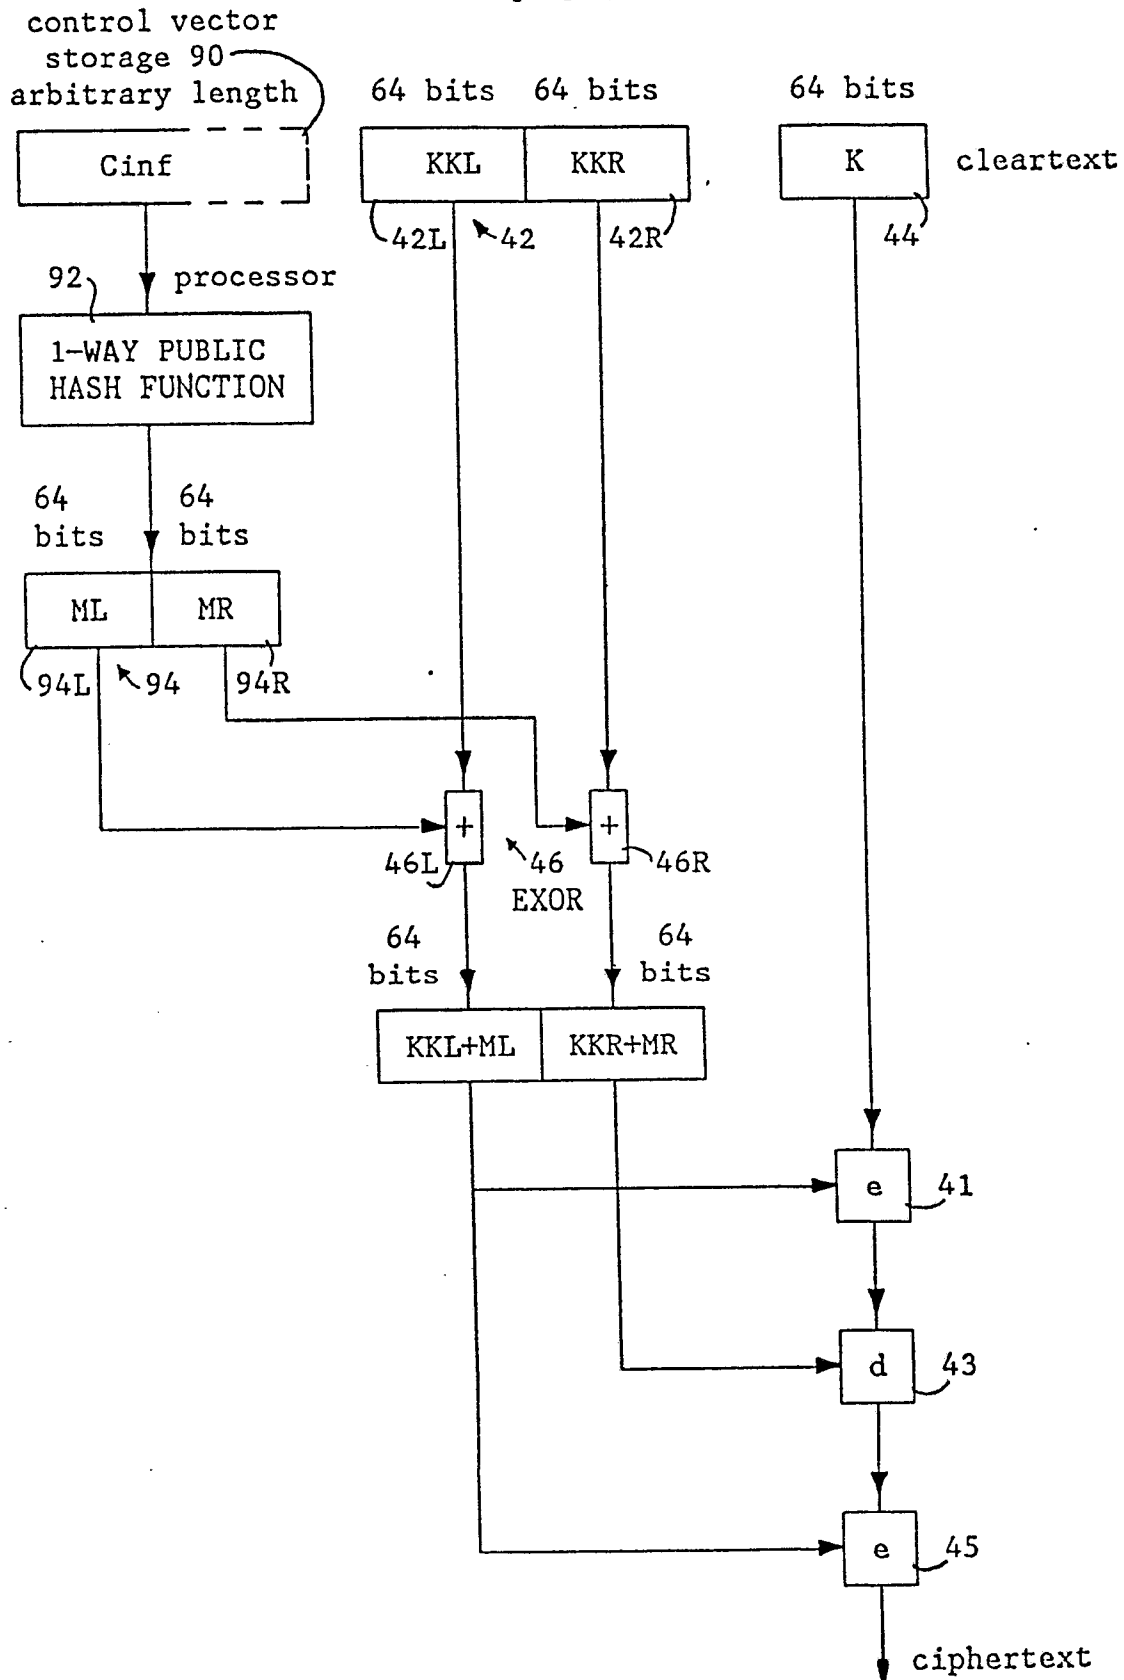 control vector
storage 90
arbitrary length
64 bits 64 bits
64 bits
Cinf
KKL KKR
K
cleartext
42L 42 42R
44
92 processor
1-WAY PUBLIC
HASH FUNCTION
64 bits
64 bits
ML MR
94L 94 94R
+ +
46L 46 46R
EXOR
64 bits
64 bits
KKL+ML KKR+MR
e 41
d 43
e 45
ciphertext